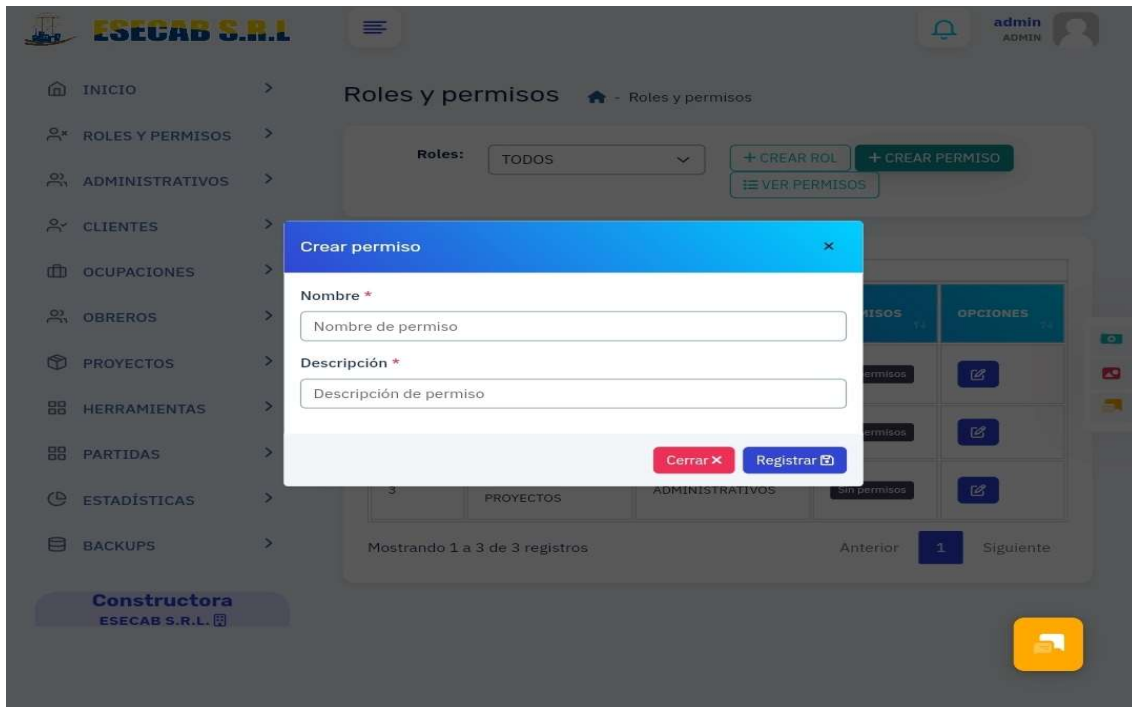 ESECAB S.R.L
admin
ADMIN
INICIO
ROLES Y PERMISOS
ADMINISTRATIVOS
CLIENTES
OCUPACIONES
OBREROS
PROYECTOS
HERRAMIENTAS
PARTIDAS
ESTADÍSTICAS
BACKUPS
Constructora
ESECAB S.R.L.
Roles y permisos - Roles y permisos
Roles: TODOS + CREAR ROL + CREAR PERMISO
VER PERMISOS
Crear permiso ×
Nombre *
Nombre de permiso
Descripción *
Descripción de permiso
Cerrar × Registrar
OPCIONES
3 PROYECTOS ADMINISTRATIVOS Sin permisos
Mostrando 1 a 3 de 3 registros Anterior 1 Siguiente